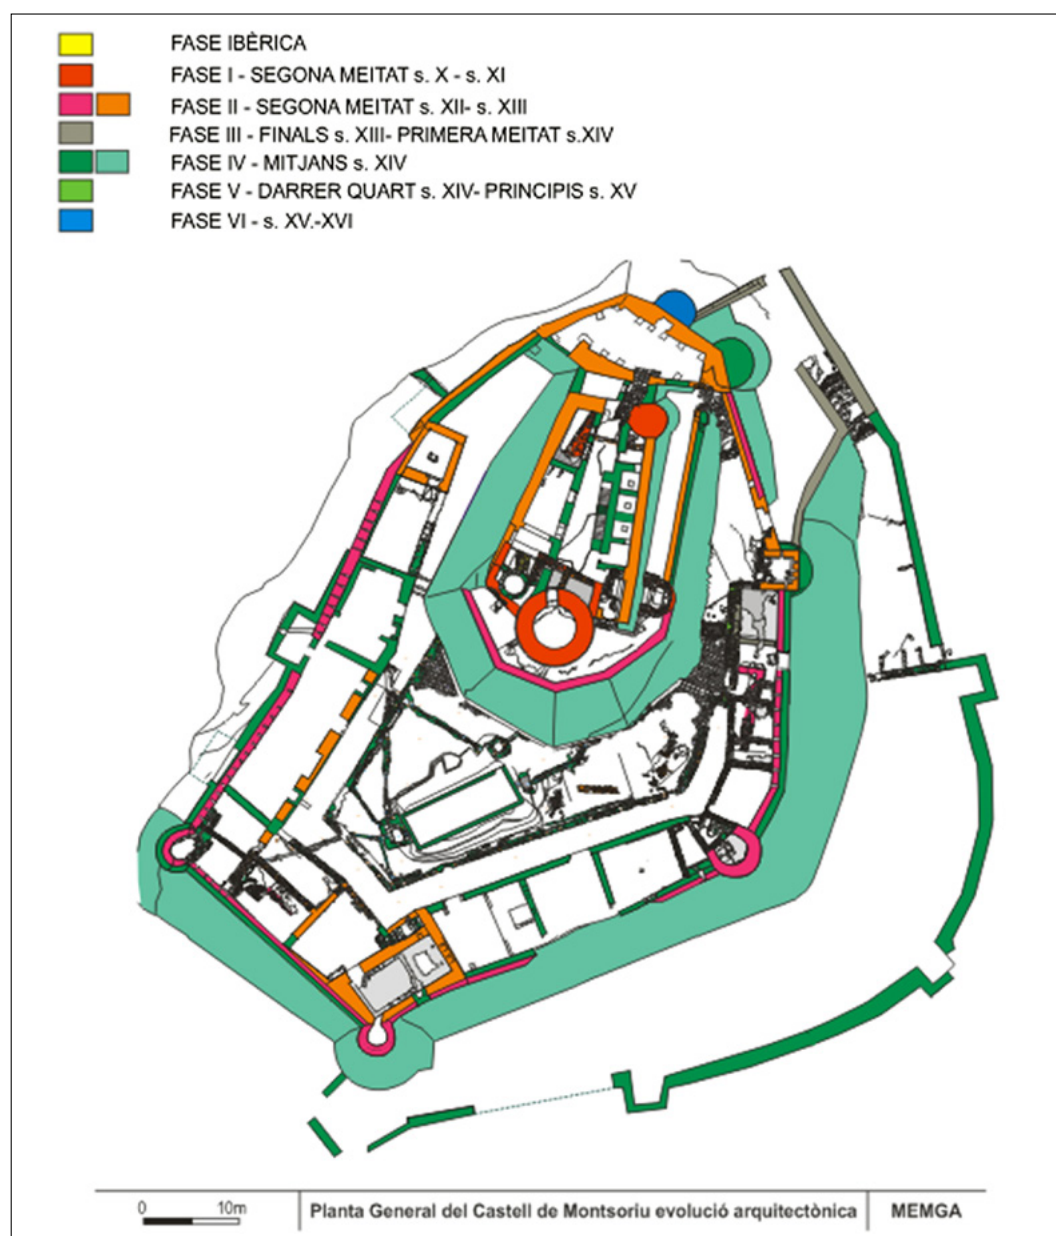 FASE IBÈRICA
FASE I - SEGONA MEITAT s. X - s. XI
FASE II - SEGONA MEITAT s. XII- s. XIII
FASE III - FINALS s. XIII- PRIMERA MEITAT s.XIV
FASE IV - MITJANS s. XIV
FASE V - DARRER QUART s. XIV- PRINCIPIS s. XV
FASE VI - s. XV.-XVI
0 10m
Planta General del Castell de Montsoriu evolució arquitectònica
MEMGA